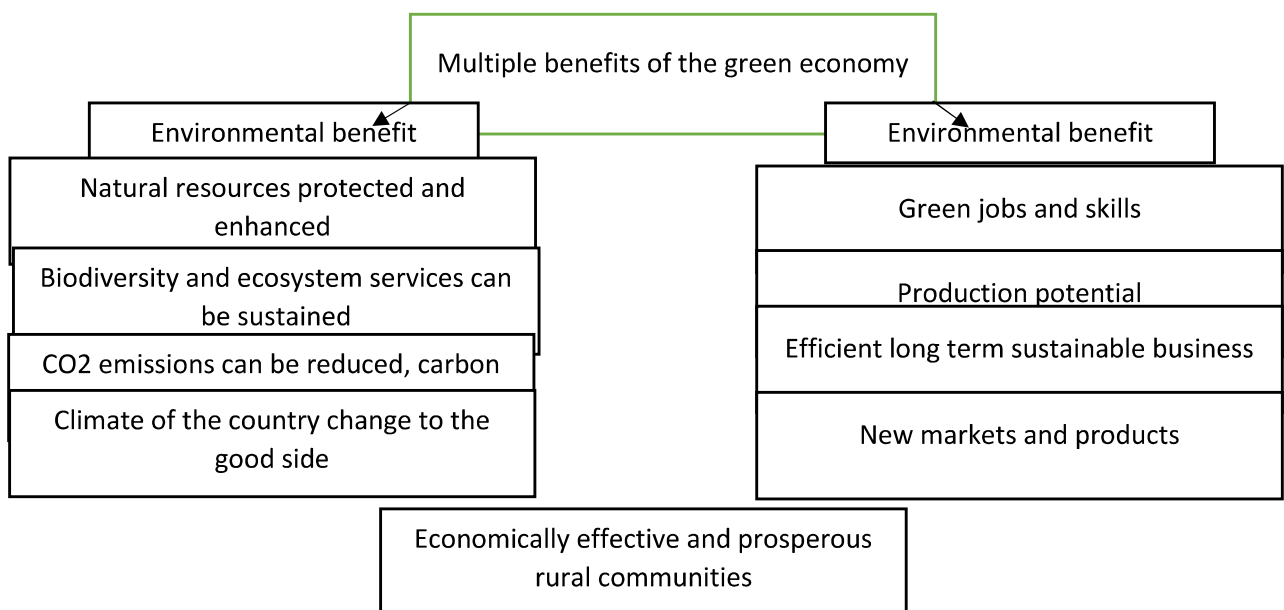 Multiple benefits of the green economy
Environmental benefit
Natural resources protected and
enhanced
Biodiversity and ecosystem services can
be sustained
CO2 emissions can be reduced, carbon
Climate of the country change to the
good side
Environmental benefit
Green jobs and skills
Production potential
Efficient long term sustainable business
New markets and products
Economically effective and prosperous
rural communities